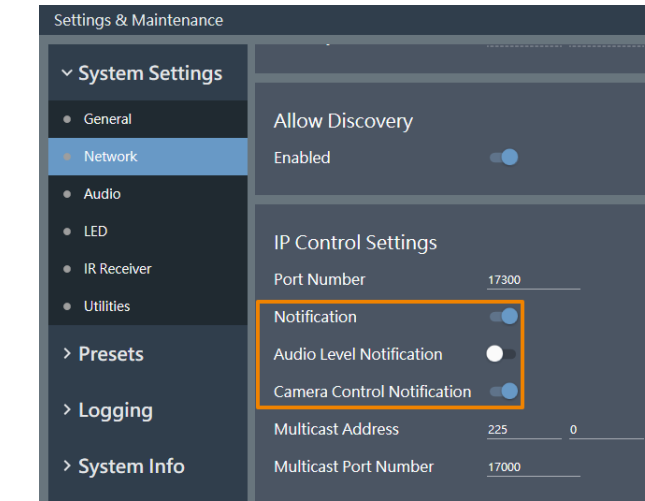 Settings & Maintenance
System Settings
General
Network
Audio
LED
IR Receiver
Utilities
Presets
Logging
System Info
Allow Discovery
Enabled
IP Control Settings
Port Number 17300
Notification
Audio Level Notification
Camera Control Notification
Multicast Address 225 0
Multicast Port Number 17000